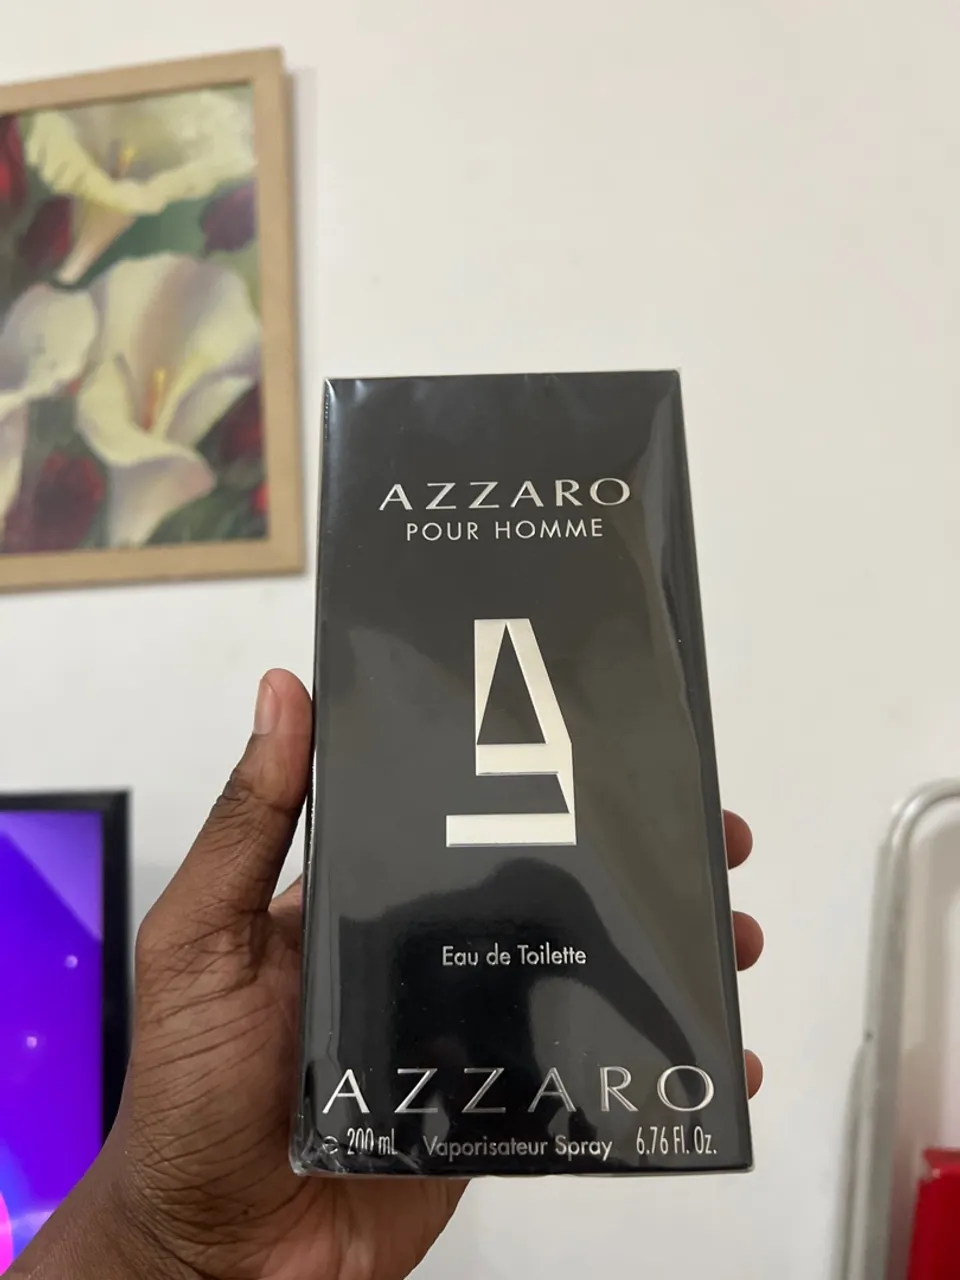 AZZARO
POUR HOMME
Eau de Toilette
AZZARO
℮ 200 mL Vaporisateur Spray 6.76 Fl. Oz.